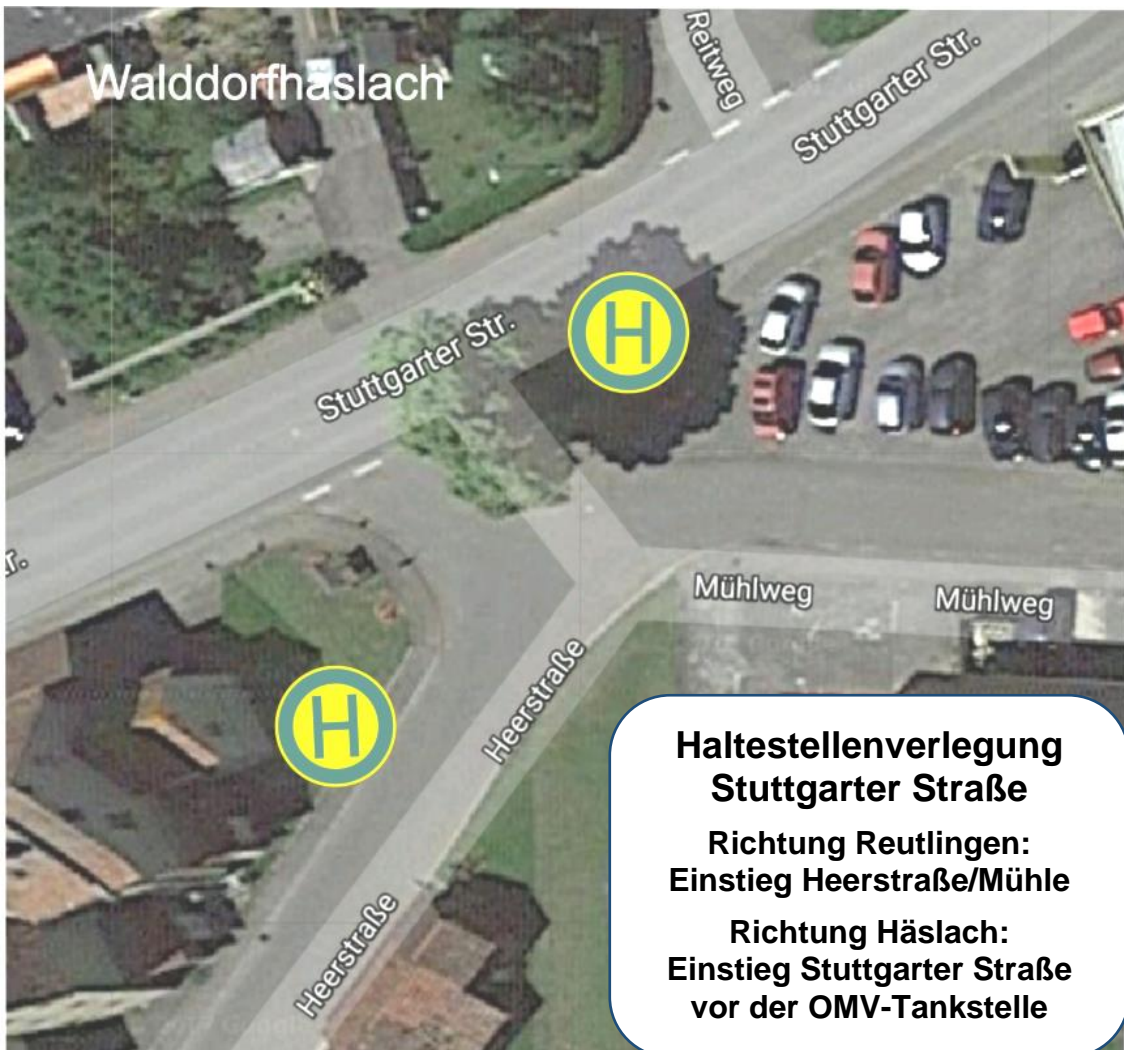 Walddorfhäslach
Reitweg
Stuttgarter Str.
H
Stuttgarter Str.
Mühlweg
Mühlweg
Heerstraße
H
Heerstraße
Haltestellenverlegung
Stuttgarter Straße
Richtung Reutlingen:
Einstieg Heerstraße/Mühle
Richtung Häslach:
Einstieg Stuttgarter Straße
vor der OMV-Tankstelle